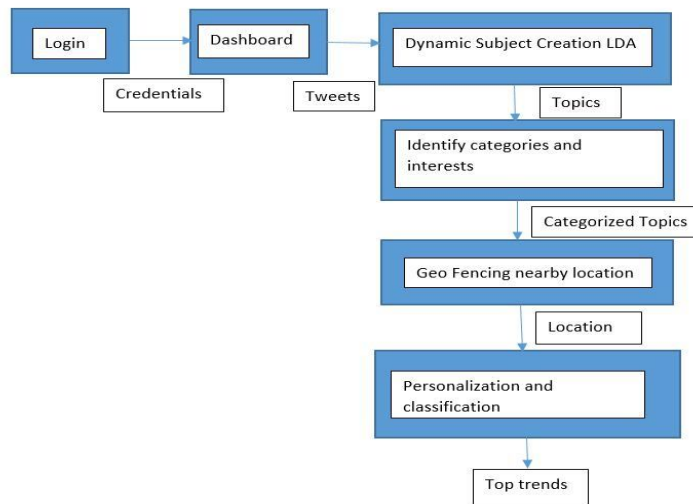 Login
Dashboard
Dynamic Subject Creation LDA
Credentials
Tweets
Topics
Identify categories and
interests
Categorized Topics
Geo Fencing nearby location
Location
Personalization and
classification
Top trends